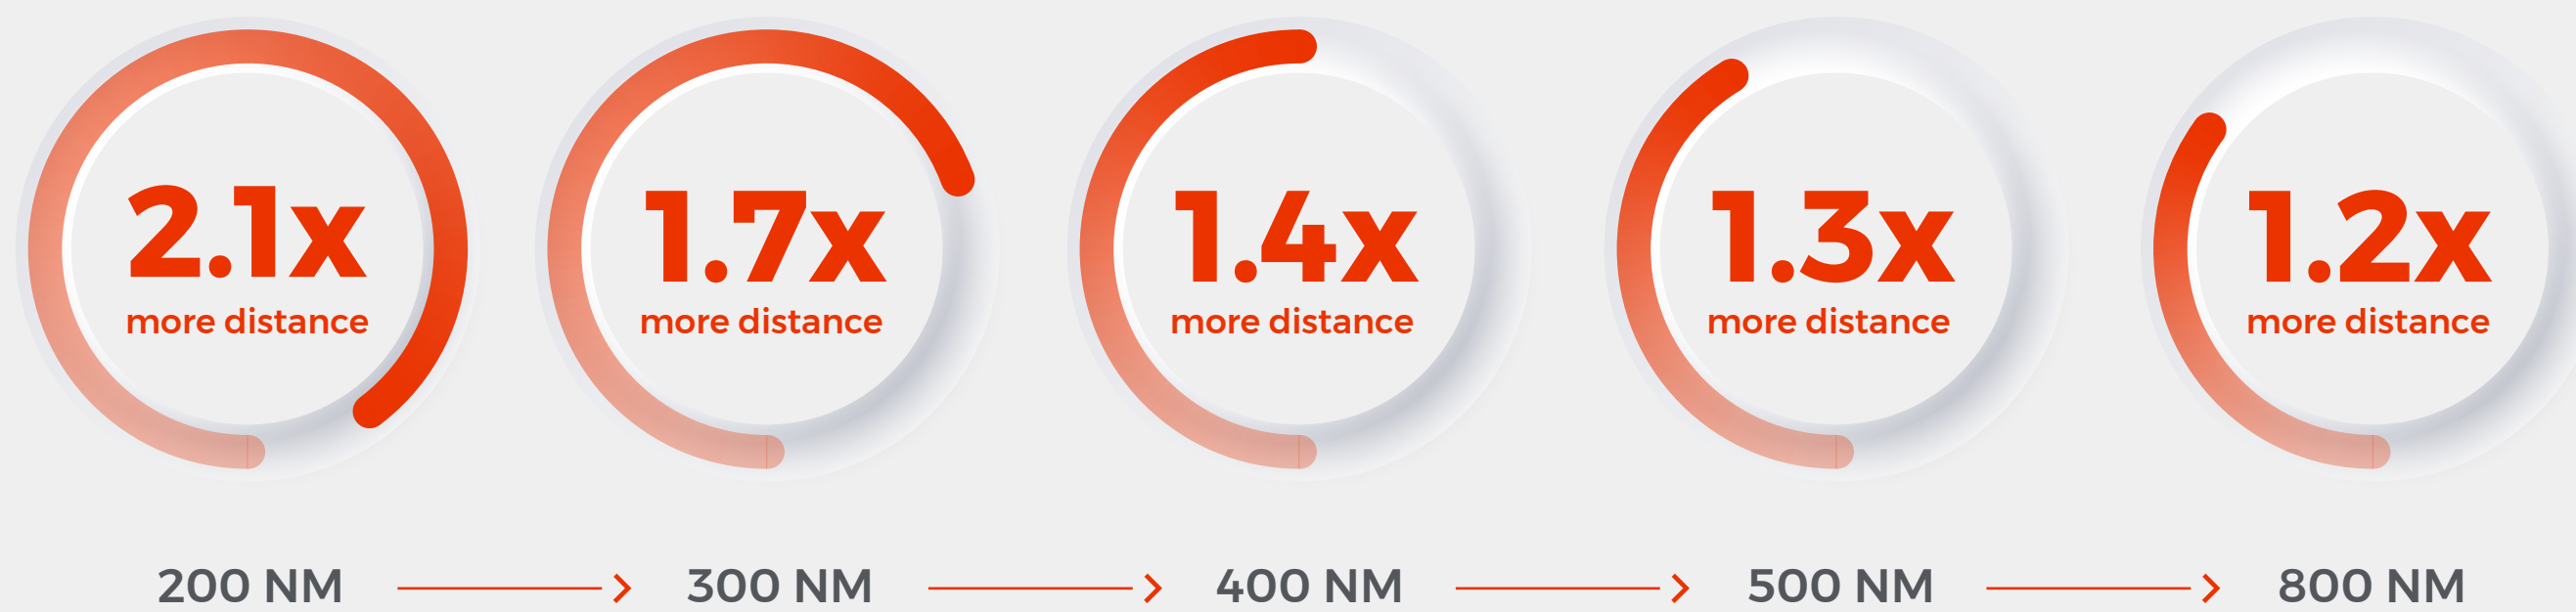 2.1x
more distance
1.7x
more distance
1.4x
more distance
1.3x
more distance
1.2x
more distance
200 NM
300 NM
400 NM
500 NM
800 NM